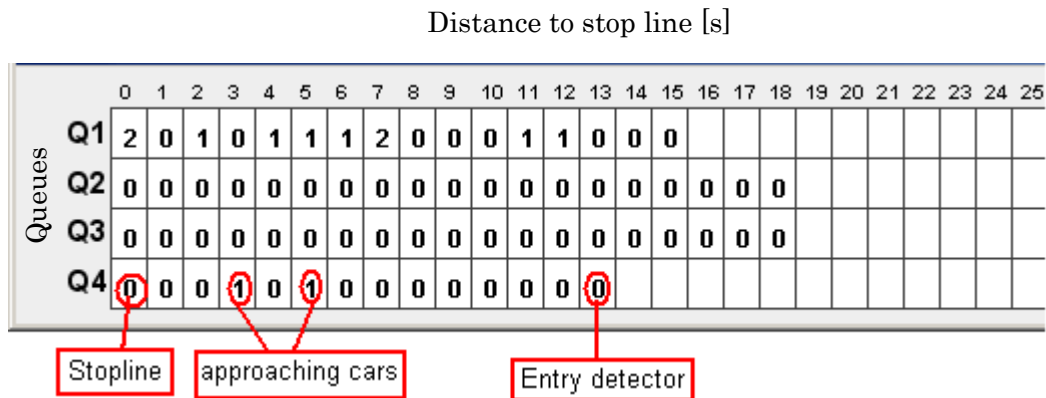 Distance to stop line [s]
0 1 2 3 4 5 6 7 8 9 10 11 12 13 14 15 16 17 18 19 20 21 22 23 24 25
Queues
Q1 2 0 1 0 1 1 1 2 0 0 0 1 1 0 0 0
Q2 0 0 0 0 0 0 0 0 0 0 0 0 0 0 0 0 0 0 0
Q3 0 0 0 0 0 0 0 0 0 0 0 0 0 0 0 0 0 0 0
Q4 0 0 0 1 0 1 0 0 0 0 0 0 0 0
Stopline approaching cars Entry detector